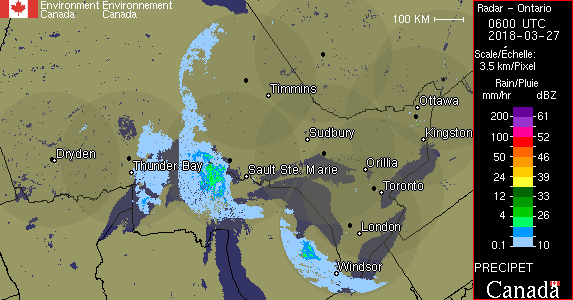 Environment Environnement
Canada Canada
100 KM
Timmins
Ottawa
Sudbury
Kingston
Dryden
Thunder Bay
Sault Ste. Marie
Orillia
Toronto
London
Windsor
Radar - Ontario
0600 UTC
2018-03-27
Scale/Échelle:
3.5 km/Pixel
Rain/Pluie
mm/hr dBZ
200 61
100 52
50 46
24 39
12 33
4 26
1 20
0.1 10
PRECIPET
Canada